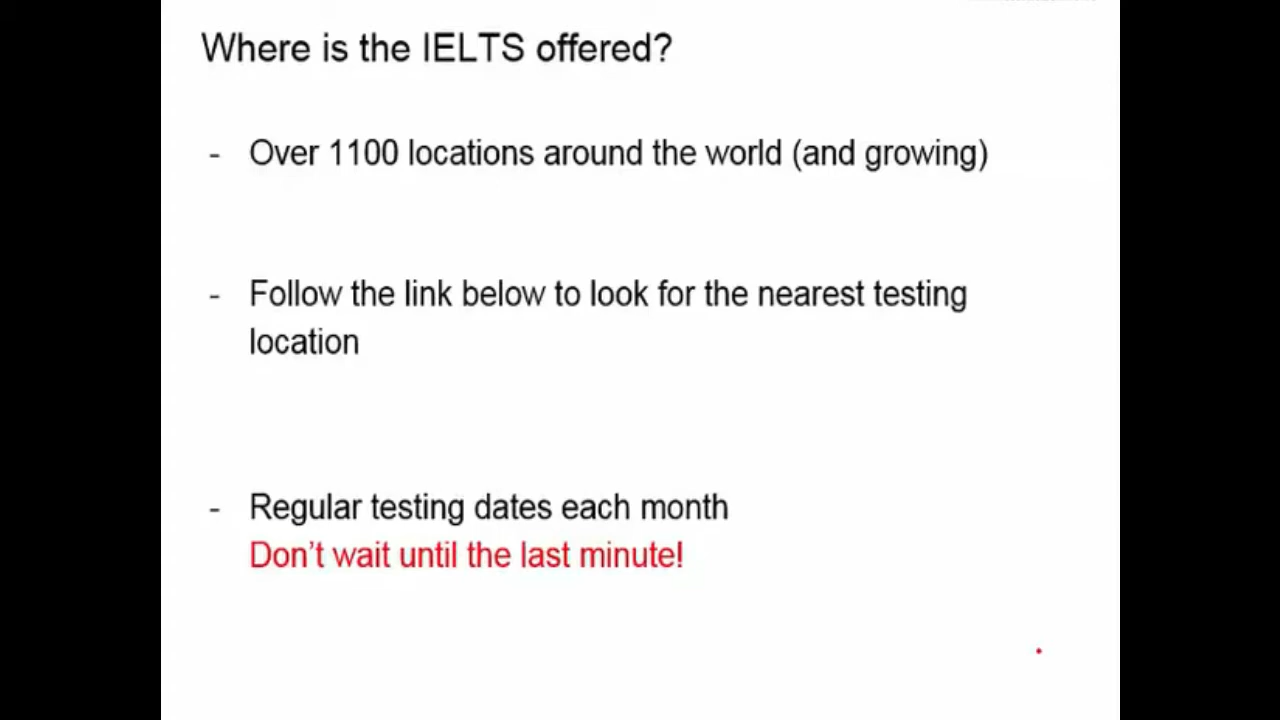 Where is the IELTS offered?
- Over 1100 locations around the world (and growing)
- Follow the link below to look for the nearest testing
location
- Regular testing dates each month
Don't wait until the last minute!